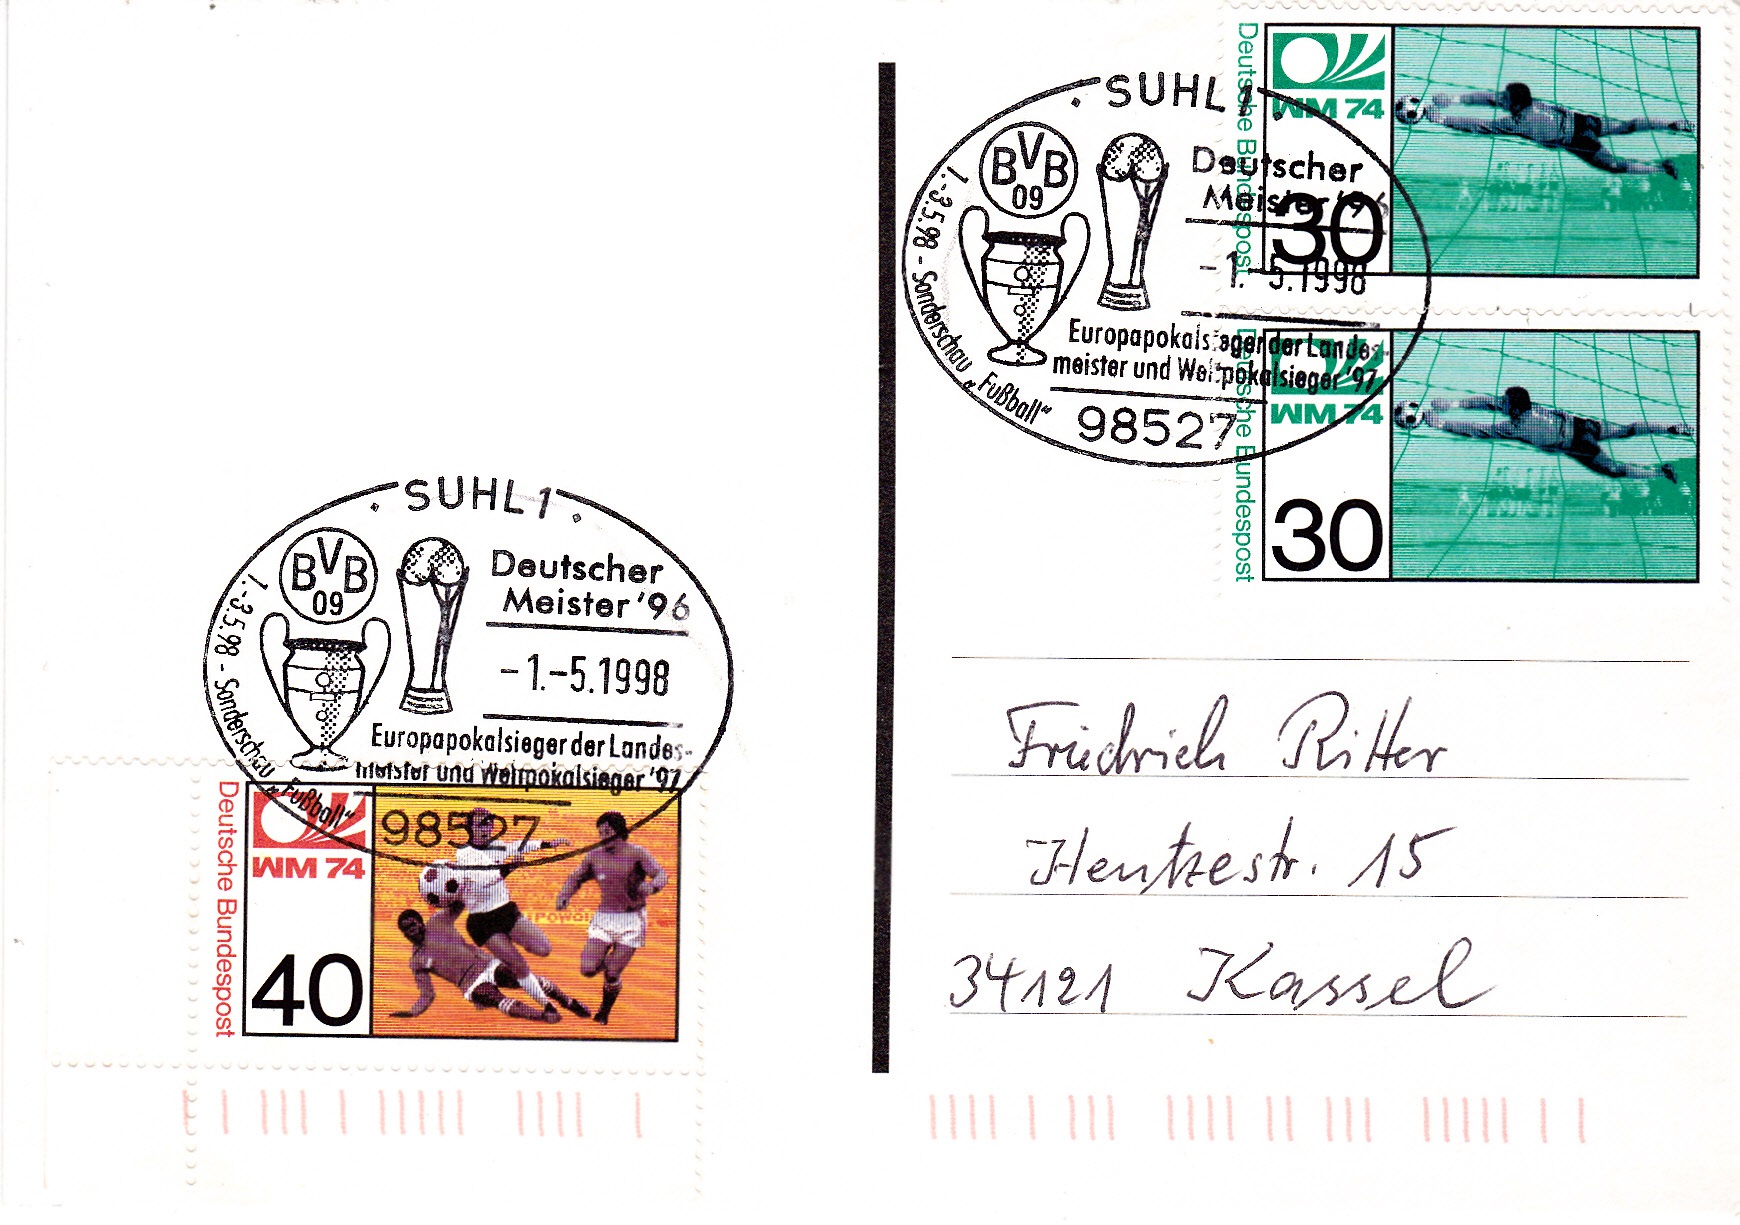 SUHL 1
BVB
09
Deutscher
Meister '96
-1.-5.1998
Europapokalsieger der Landes-
meister und Weltpokalsieger '97
98527
1.-3.5.98 - Sonderschau „Fußball“
Deutsche Bundespost
WM 74
30
Deutsche Bundespost
WM 74
30
SUHL 1
BVB
09
Deutscher
Meister '96
-1.-5.1998
Europapokalsieger der Landes-
meister und Weltpokalsieger '97
98527
1.-3.5.98 - Sonderschau „Fußball“
Deutsche Bundespost
WM 74
40
Friedrich Ritter
Hentzestr. 15
34121 Kassel